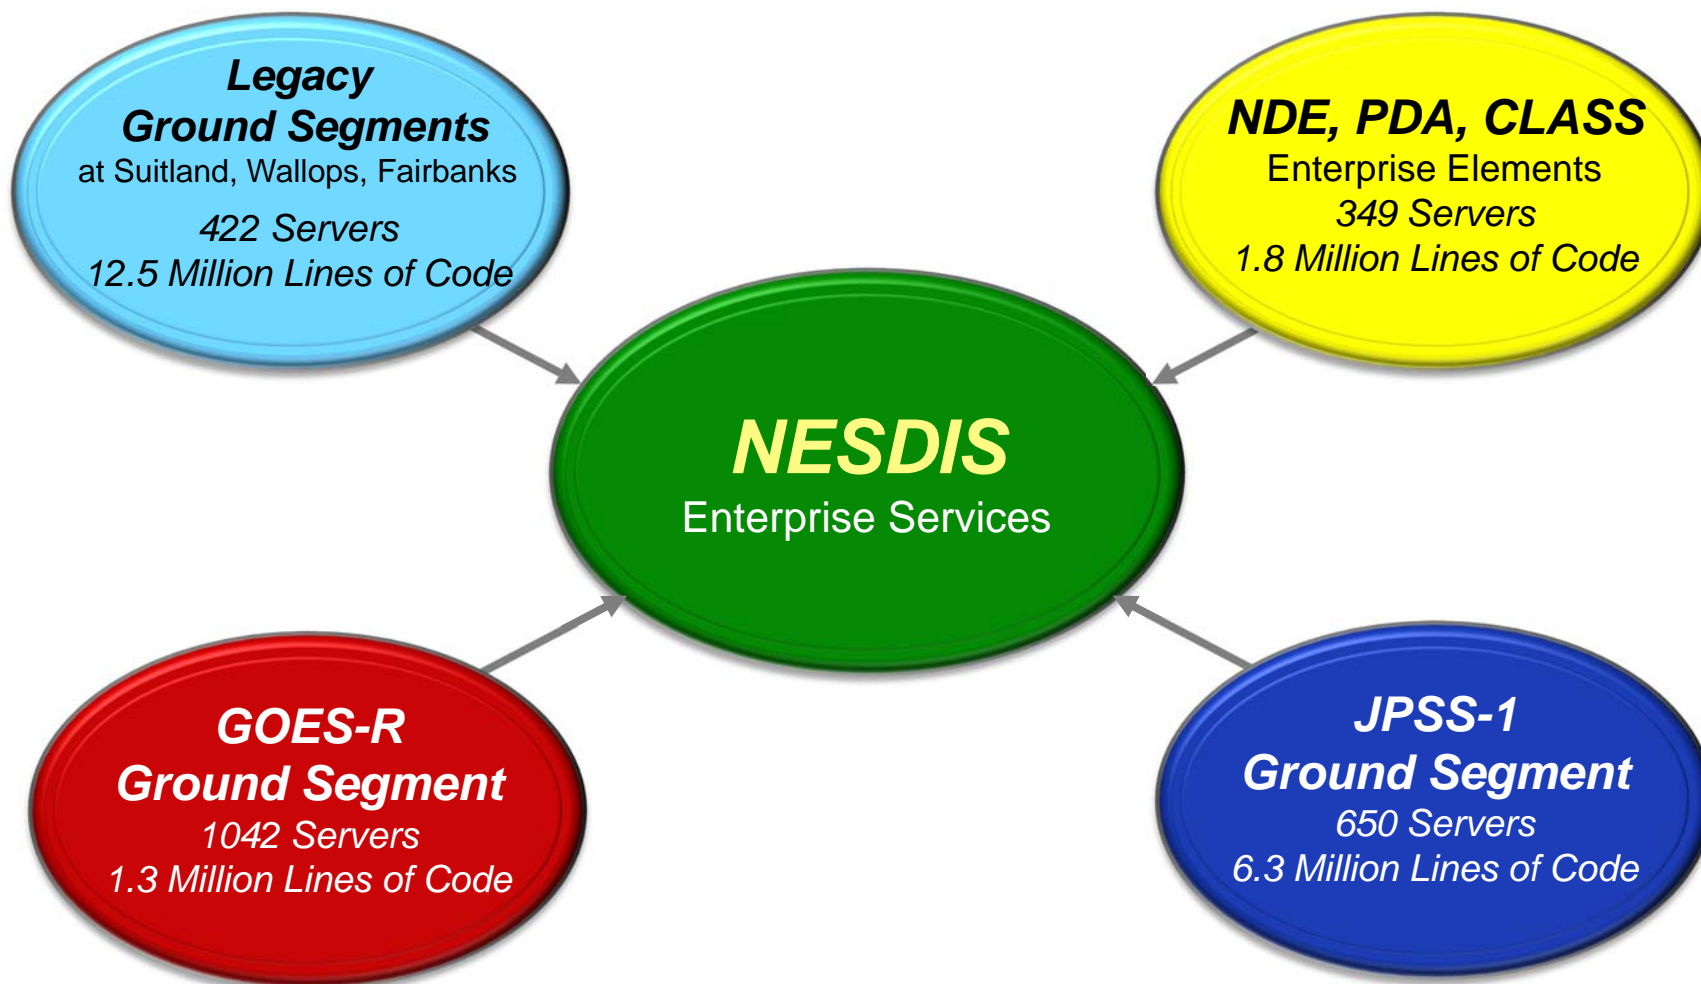 Legacy
Ground Segments
at Suitland, Wallops, Fairbanks
422 Servers
12.5 Million Lines of Code
NDE, PDA, CLASS
Enterprise Elements
349 Servers
1.8 Million Lines of Code
NESDIS
Enterprise Services
GOES-R
Ground Segment
1042 Servers
1.3 Million Lines of Code
JPSS-1
Ground Segment
650 Servers
6.3 Million Lines of Code